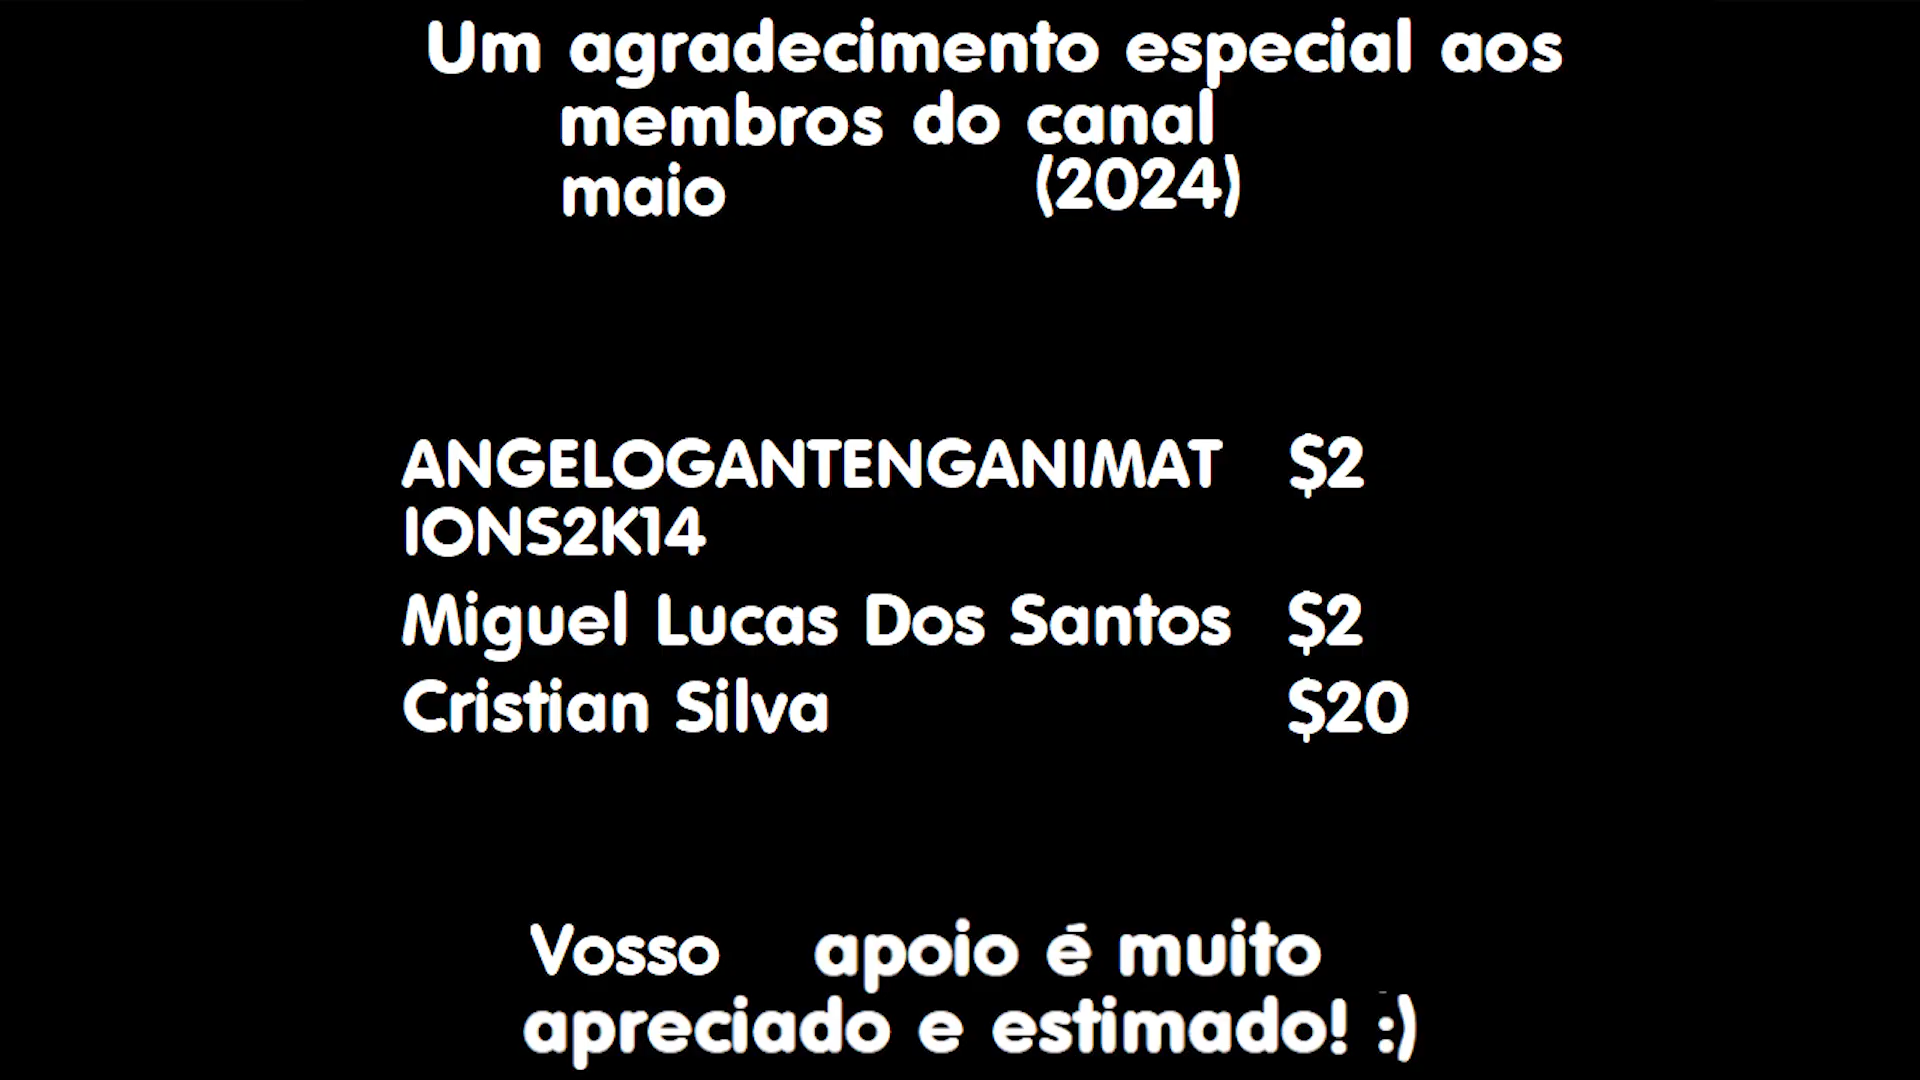 Um agradecimento especial aos
membros do canal
maio (2024)
ANGELOGANTENGANIMAT $2
IONS2K14
Miguel Lucas Dos Santos $2
Cristian Silva $20
Vosso apoio é muito
apreciado e estimado! :)